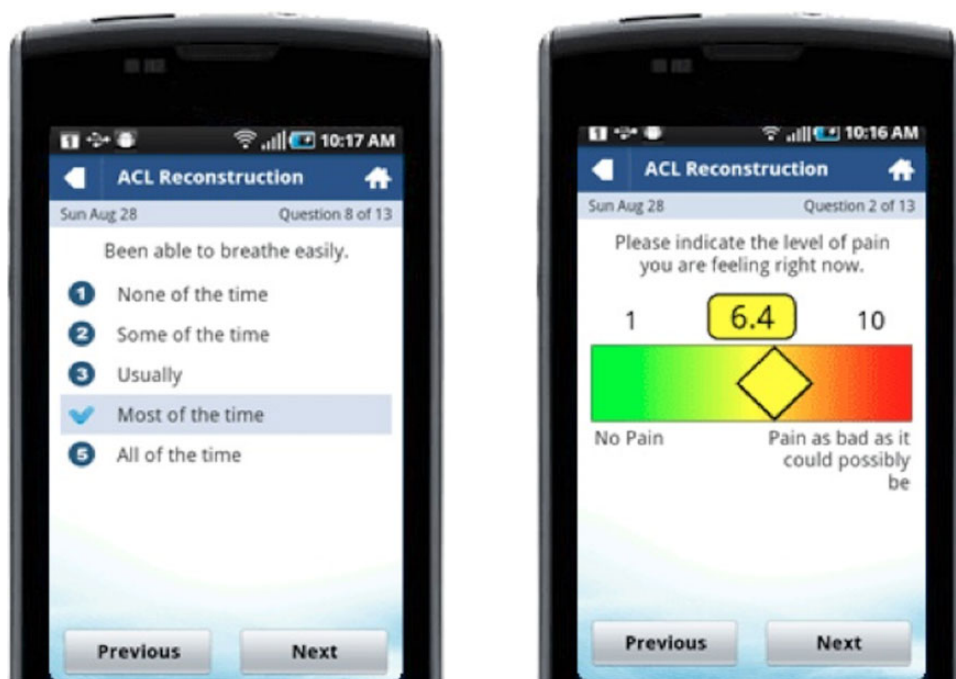 10:17 AM
ACL Reconstruction
Sun Aug 28 Question 8 of 13
Been able to breathe easily.
1 None of the time
2 Some of the time
3 Usually
Most of the time
5 All of the time
Previous Next
10:16 AM
ACL Reconstruction
Sun Aug 28 Question 2 of 13
Please indicate the level of pain
you are feeling right now.
1 6.4 10
No Pain Pain as bad as it
could possibly
be
Previous Next